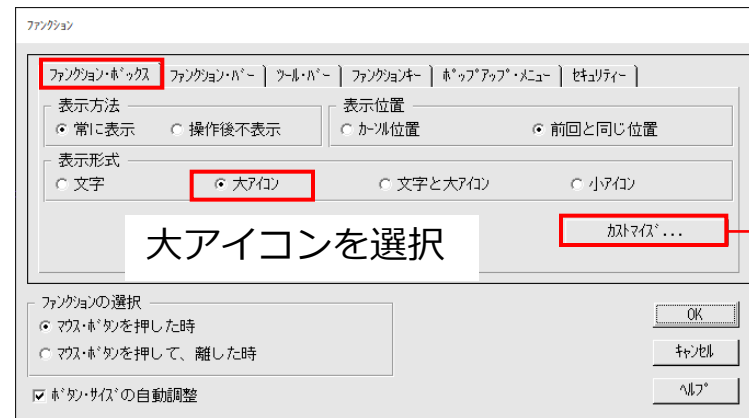 ファンクション
ファンクション・ボックス ファンクション・バー ツール・バー ファンクションキー ポップアップ・メニュー セキュリティー
表示方法 表示位置
常に表示 操作後不表示 カーソル位置 前回と同じ位置
表示形式
文字 大アイコン 文字と大アイコン 小アイコン
大アイコンを選択 カストマイズ...
ファンクションの選択
マウス・ボタンを押した時 OK
マウス・ボタンを押して、離した時 キャンセル
ボタン・サイズの自動調整 ヘルプ